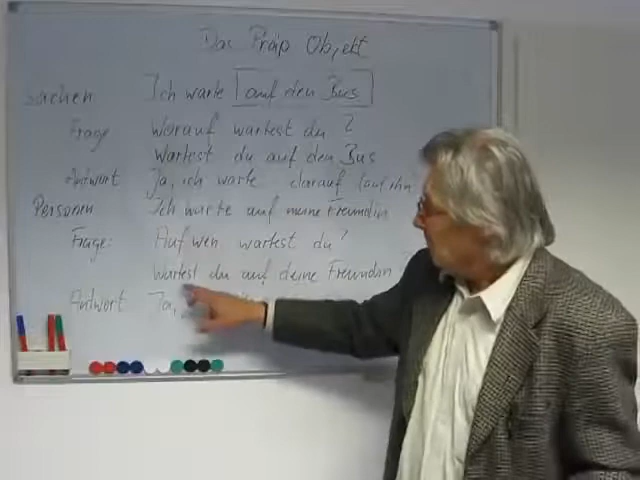 Das Präp Objekt
Sachen Ich warte auf den Bus
Frage Worauf wartest du?
Wartest du auf den Bus
Antwort Ja, ich warte darauf (auf ihn
Personen Ich warte auf meine Freundin
Frage: Auf wen wartest du?
Wartest du auf deine Freundin
Antwort Ja,